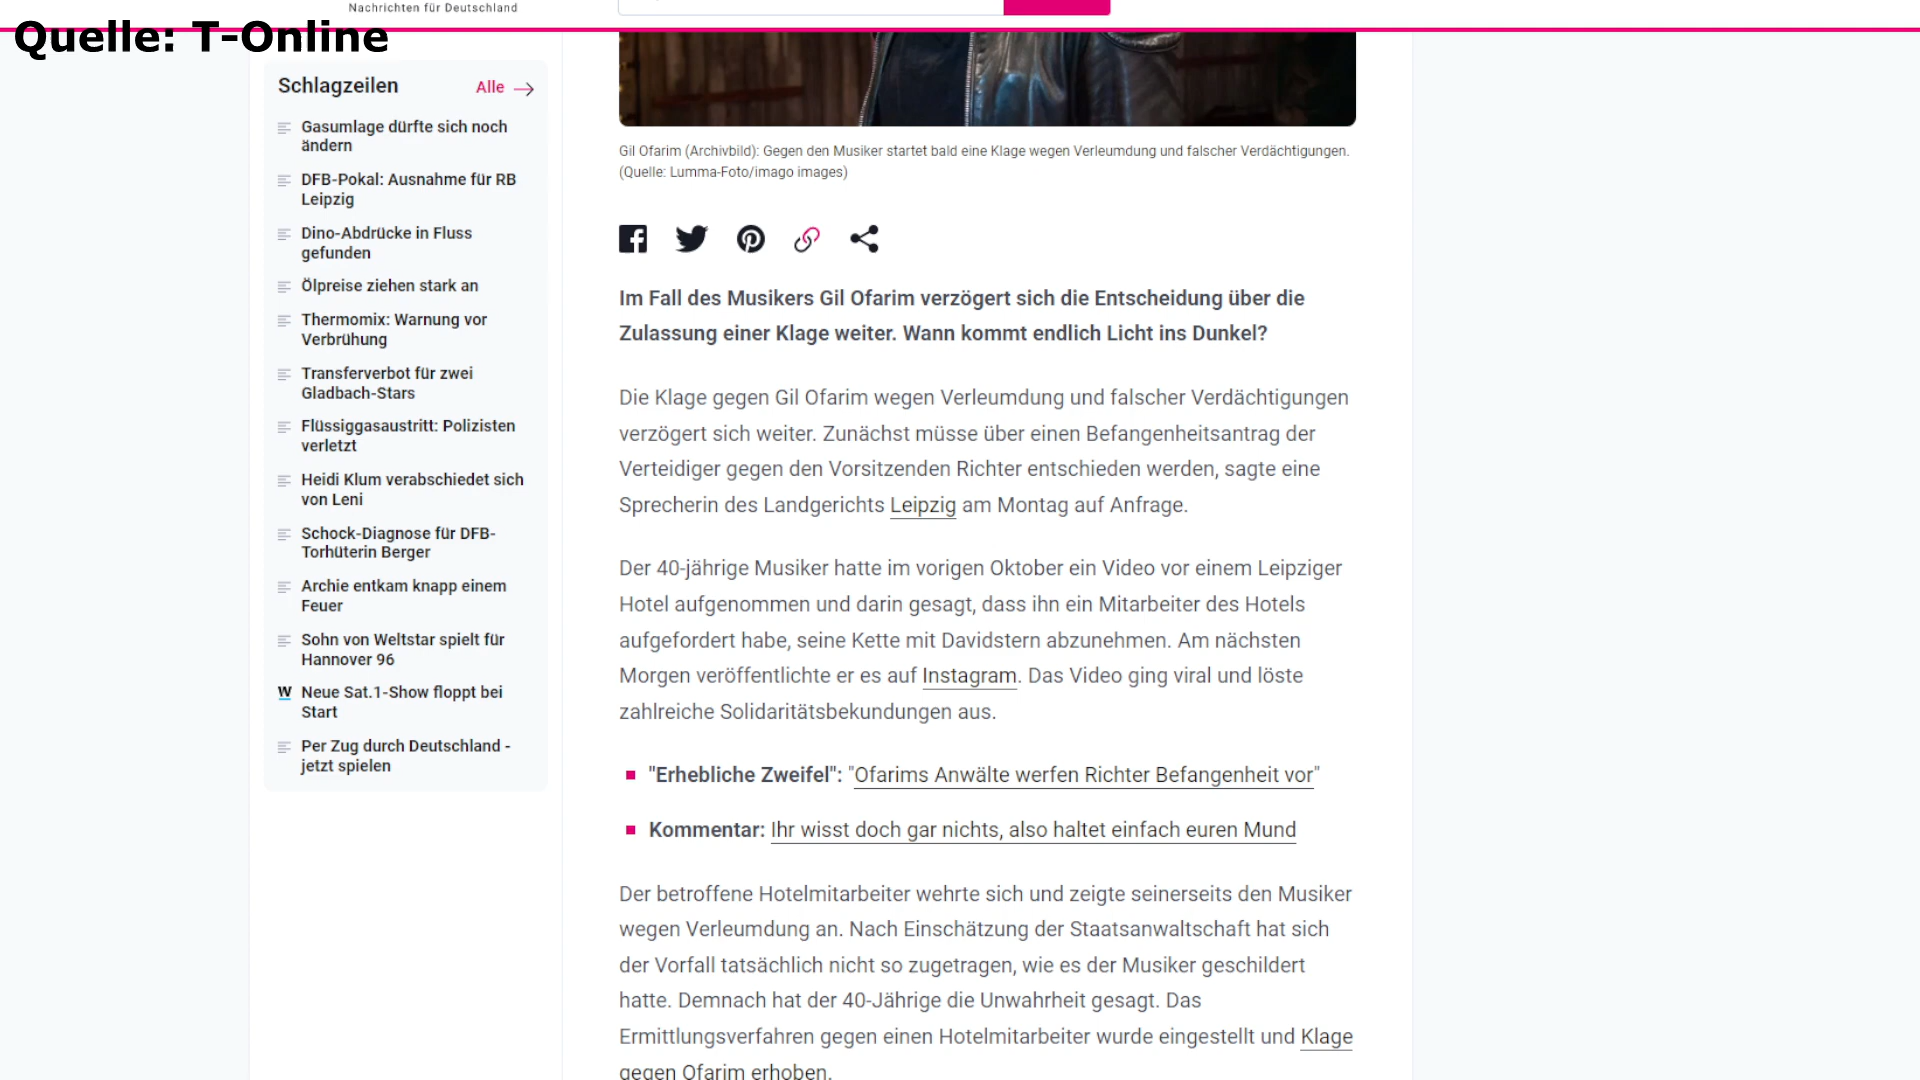 Nachrichten für Deutschland
Quelle: T-Online
Schlagzeilen
Alle
Gasumlage dürfte sich noch
ändern
DFB-Pokal: Ausnahme für RB
Leipzig
Dino-Abdrücke in Fluss
gefunden
Ölpreise ziehen stark an
Thermomix: Warnung vor
Verbrühung
Transferverbot für zwei
Gladbach-Stars
Flüssiggasaustritt: Polizisten
verletzt
Heidi Klum verabschiedet sich
von Leni
Schock-Diagnose für DFB-
Torhüterin Berger
Archie entkam knapp einem
Feuer
Sohn von Weltstar spielt für
Hannover 96
W Neue Sat.1-Show floppt bei
Start
Per Zug durch Deutschland -
jetzt spielen
Gil Ofarim (Archivbild): Gegen den Musiker startet bald eine Klage wegen Verleumdung und falscher Verdächtigungen.
(Quelle: Lumma-Foto/imago images)
Im Fall des Musikers Gil Ofarim verzögert sich die Entscheidung über die
Zulassung einer Klage weiter. Wann kommt endlich Licht ins Dunkel?
Die Klage gegen Gil Ofarim wegen Verleumdung und falscher Verdächtigungen
verzögert sich weiter. Zunächst müsse über einen Befangenheitsantrag der
Verteidiger gegen den Vorsitzenden Richter entschieden werden, sagte eine
Sprecherin des Landgerichts Leipzig am Montag auf Anfrage.
Der 40-jährige Musiker hatte im vorigen Oktober ein Video vor einem Leipziger
Hotel aufgenommen und darin gesagt, dass ihn ein Mitarbeiter des Hotels
aufgefordert habe, seine Kette mit Davidstern abzunehmen. Am nächsten
Morgen veröffentlichte er es auf Instagram. Das Video ging viral und löste
zahlreiche Solidaritätsbekundungen aus.
"Erhebliche Zweifel": "Ofarims Anwälte werfen Richter Befangenheit vor"
Kommentar: Ihr wisst doch gar nichts, also haltet einfach euren Mund
Der betroffene Hotelmitarbeiter wehrte sich und zeigte seinerseits den Musiker
wegen Verleumdung an. Nach Einschätzung der Staatsanwaltschaft hat sich
der Vorfall tatsächlich nicht so zugetragen, wie es der Musiker geschildert
hatte. Demnach hat der 40-Jährige die Unwahrheit gesagt. Das
Ermittlungsverfahren gegen einen Hotelmitarbeiter wurde eingestellt und Klage
gegen Ofarim erhoben.